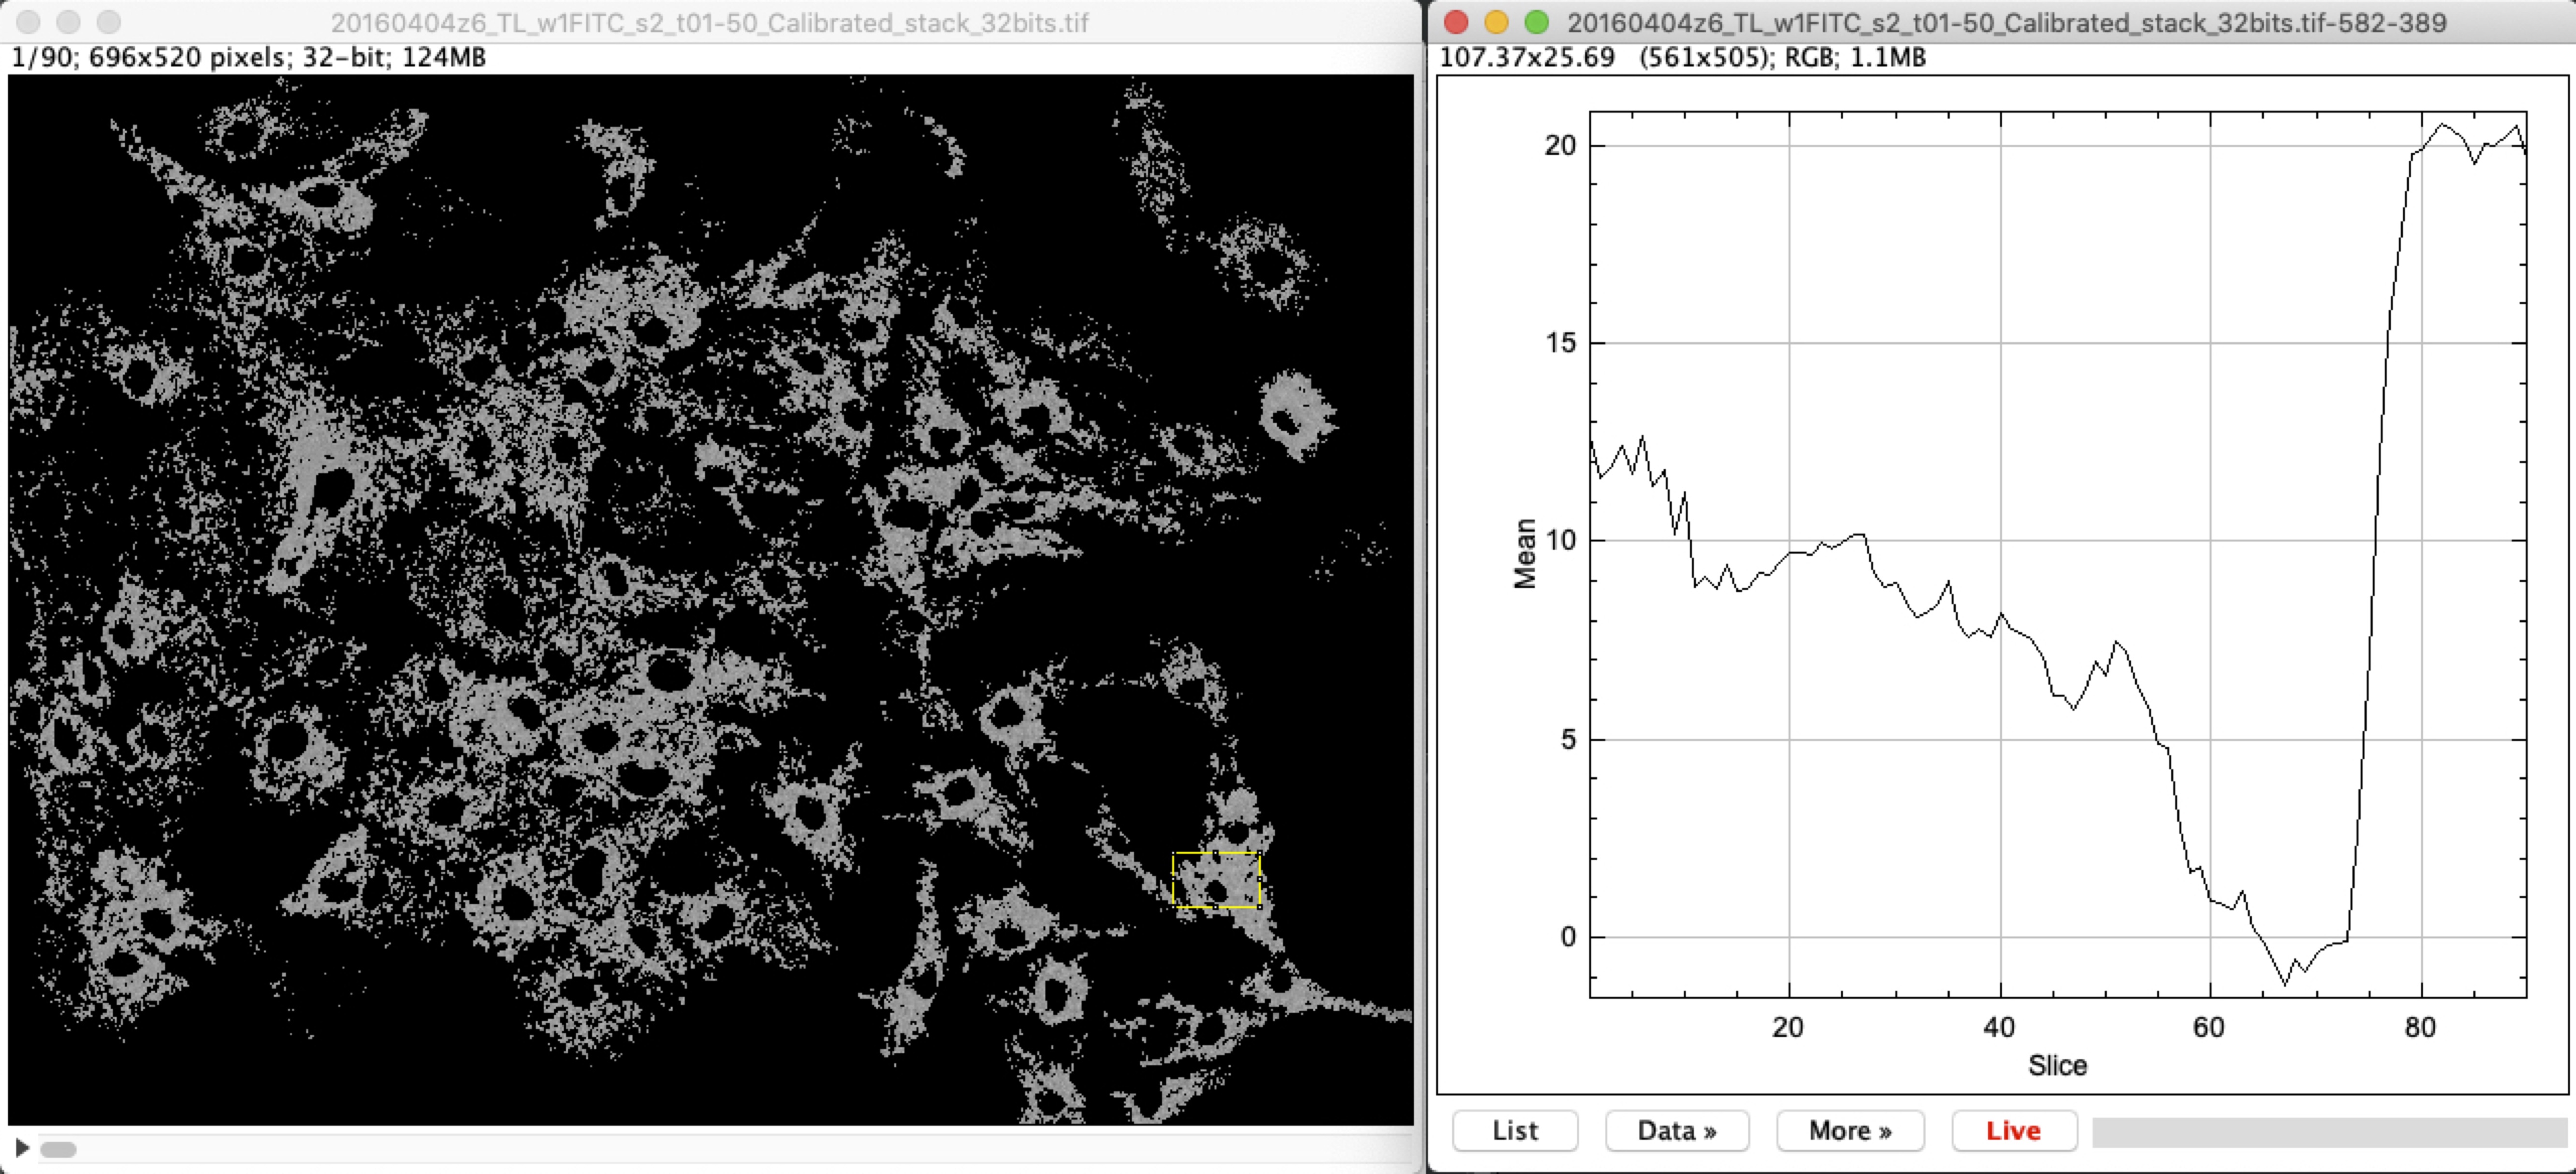 20160404z6_TL_w1FITC_s2_t01-50_Calibrated_stack_32bits.tif
1/90; 696x520 pixels; 32-bit; 124MB
20160404z6_TL_w1FITC_s2_t01-50_Calibrated_stack_32bits.tif-582-389
107.37x25.69 (561x505); RGB; 1.1MB
20
15
10
5
0
Mean
20 40 60 80
Slice
List Data » More » Live